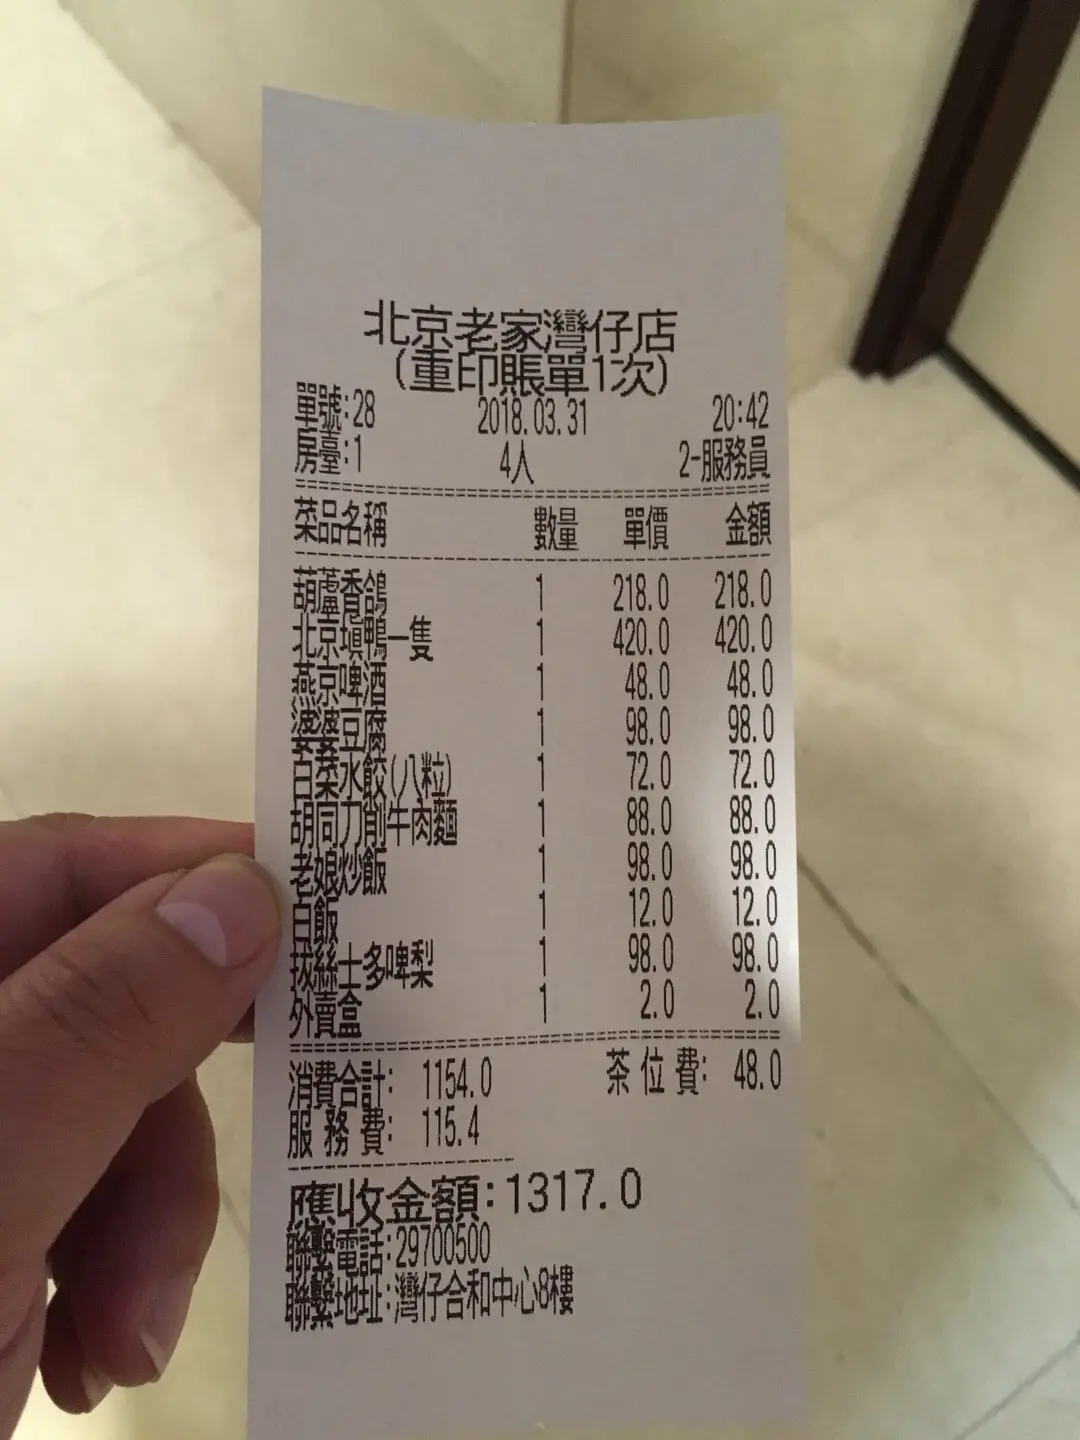 北京老家灣仔店
(重印賬單1次)
單號:28 2018.03.31 20:42
房臺:1 4人 2-服務員
菜品名稱 數量 單價 金額
葫蘆香鴿 1 218.0 218.0
北京塡鴨一隻 1 420.0 420.0
燕京啤酒 1 48.0 48.0
婆婆豆腐 1 98.0 98.0
白菜水餃(八粒) 1 72.0 72.0
胡同刀削牛肉麵 1 88.0 88.0
老娘炒飯 1 98.0 98.0
白飯 1 12.0 12.0
拔絲士多啤梨 1 98.0 98.0
外賣盒 1 2.0 2.0
消費合計: 1154.0 茶位費: 48.0
服務費: 115.4
應收金額:1317.0
聯繫電話:29700500
聯繫地址:灣仔合和中心8樓